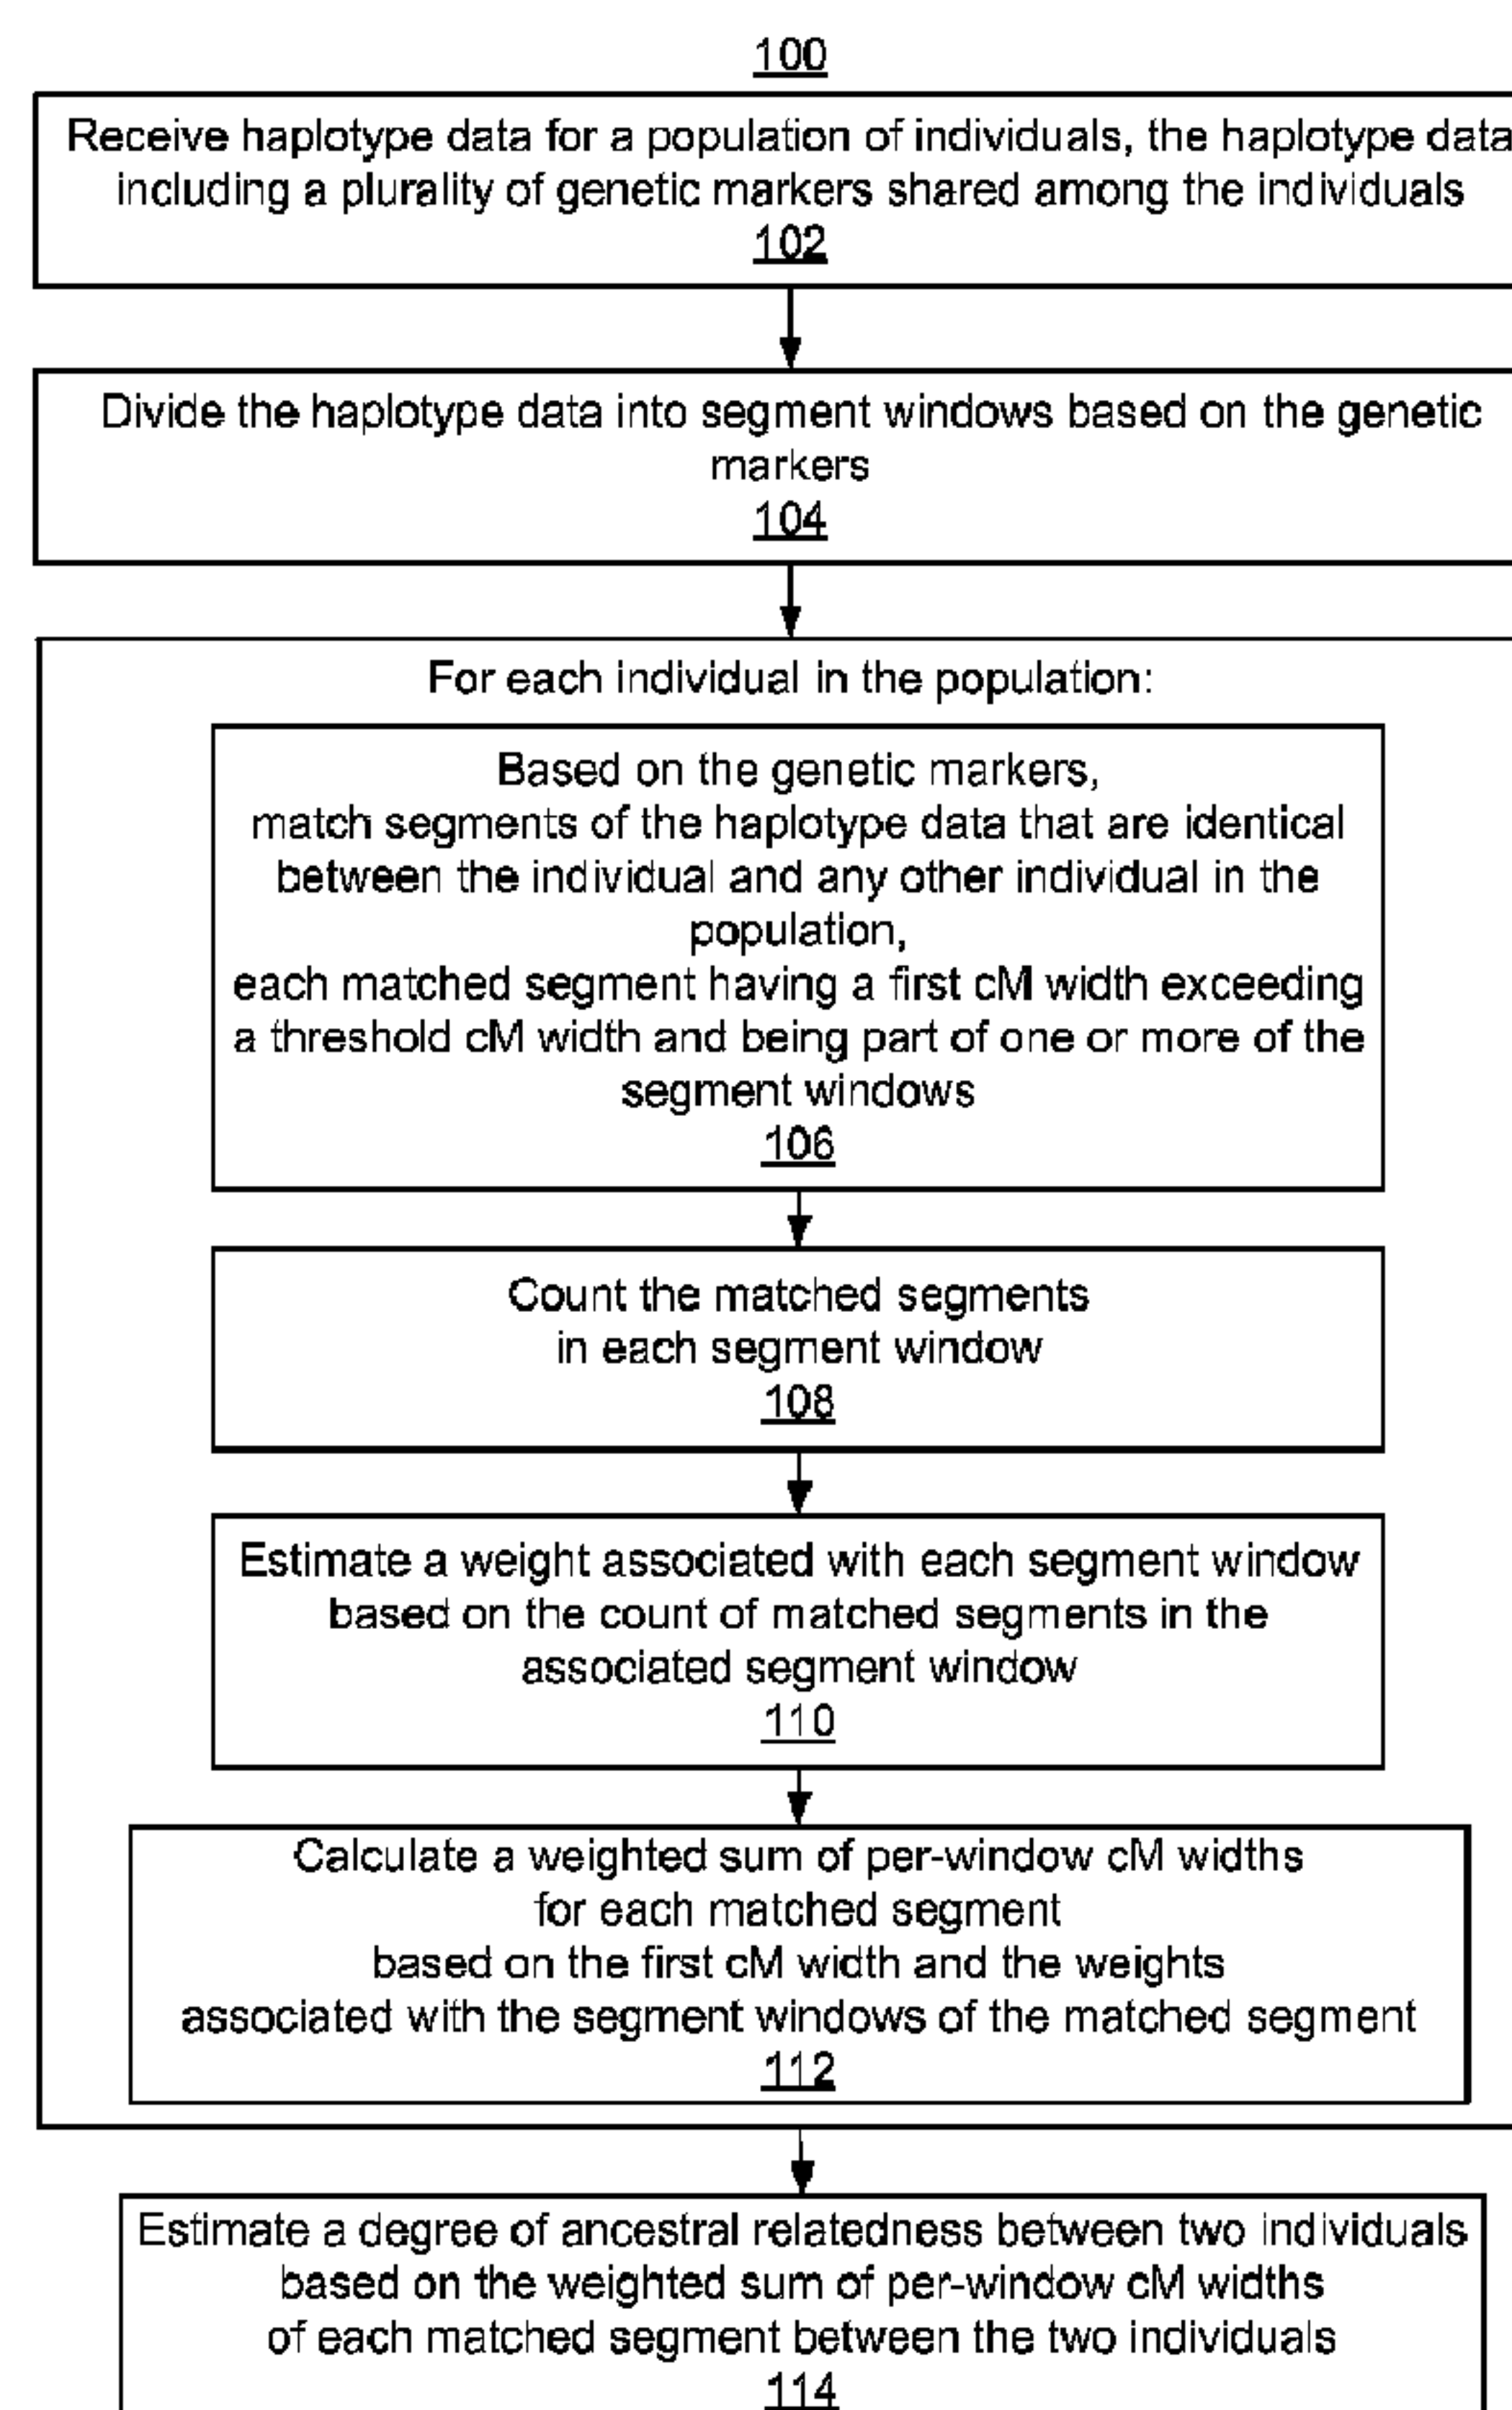 100
Receive haplotype data for a population of individuals, the haplotype data
including a plurality of genetic markers shared among the individuals
102
Divide the haplotype data into segment windows based on the genetic
markers
104
For each individual in the population:
Based on the genetic markers,
match segments of the haplotype data that are identical
between the individual and any other individual in the
population,
each matched segment having a first cM width exceeding
a threshold cM width and being part of one or more of the
segment windows
106
Count the matched segments
in each segment window
108
Estimate a weight associated with each segment window
based on the count of matched segments in the
associated segment window
110
Calculate a weighted sum of per-window cM widths
for each matched segment
based on the first cM width and the weights
associated with the segment windows of the matched segment
112
Estimate a degree of ancestral relatedness between two individuals
based on the weighted sum of per-window cM widths
of each matched segment between the two individuals
114